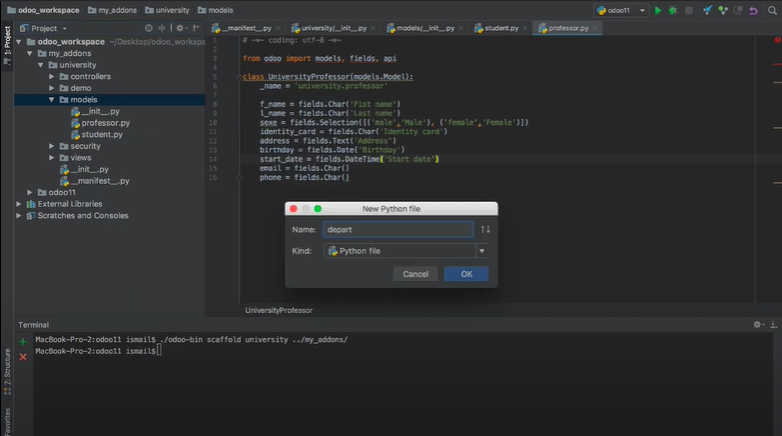 odoo_workspace my_addons university models odoo11
Project __manifest__.py university/__init__.py models/__init__.py student.py professor.py
1: Project
odoo_workspace ~/Desktop/odoo_workspa
my_addons
university
controllers
demo
models
__init__.py
professor.py
student.py
security
views
__init__.py
__manifest__.py
odoo11
External Libraries
Scratches and Consoles
1 # -*- coding: utf-8 -*-
2
3 from odoo import models, fields, api
4
5 class UniversityProfessor(models.Model):
6 _name = 'university.professor'
7
8 f_name = fields.Char('Fist name')
9 l_name = fields.Char('Last name')
10 sexe = fields.Selection([('male','Male'), ('female','Female')])
11 identity_card = fields.Char('Identity card')
12 address = fields.Text('Address')
13 birthday = fields.Date('Birthday')
14 start_date = fields.DateTime('Start date')
15 email = fields.Char()
16 phone = fields.Char()
New Python file
Name: depart
Kind: Python file
Cancel OK
UniversityProfessor
Terminal
MacBook-Pro-2:odoo11 ismail$ ./odoo-bin scaffold university ../my_addons/
MacBook-Pro-2:odoo11 ismail$
7: Structure
Favorites